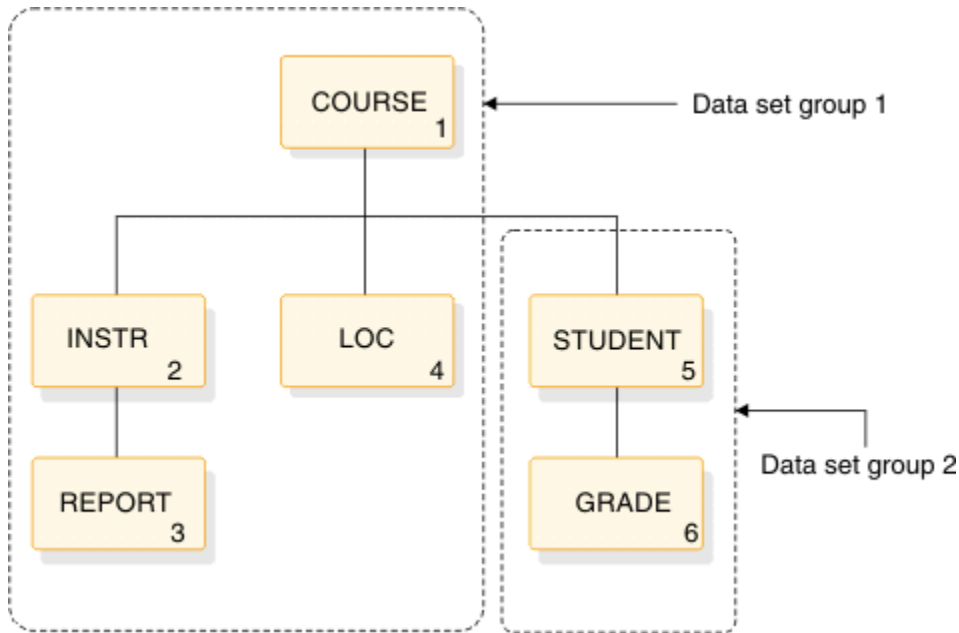 COURSE
1
Data set group 1
INSTR
2
LOC
4
STUDENT
5
REPORT
3
GRADE
6
Data set group 2